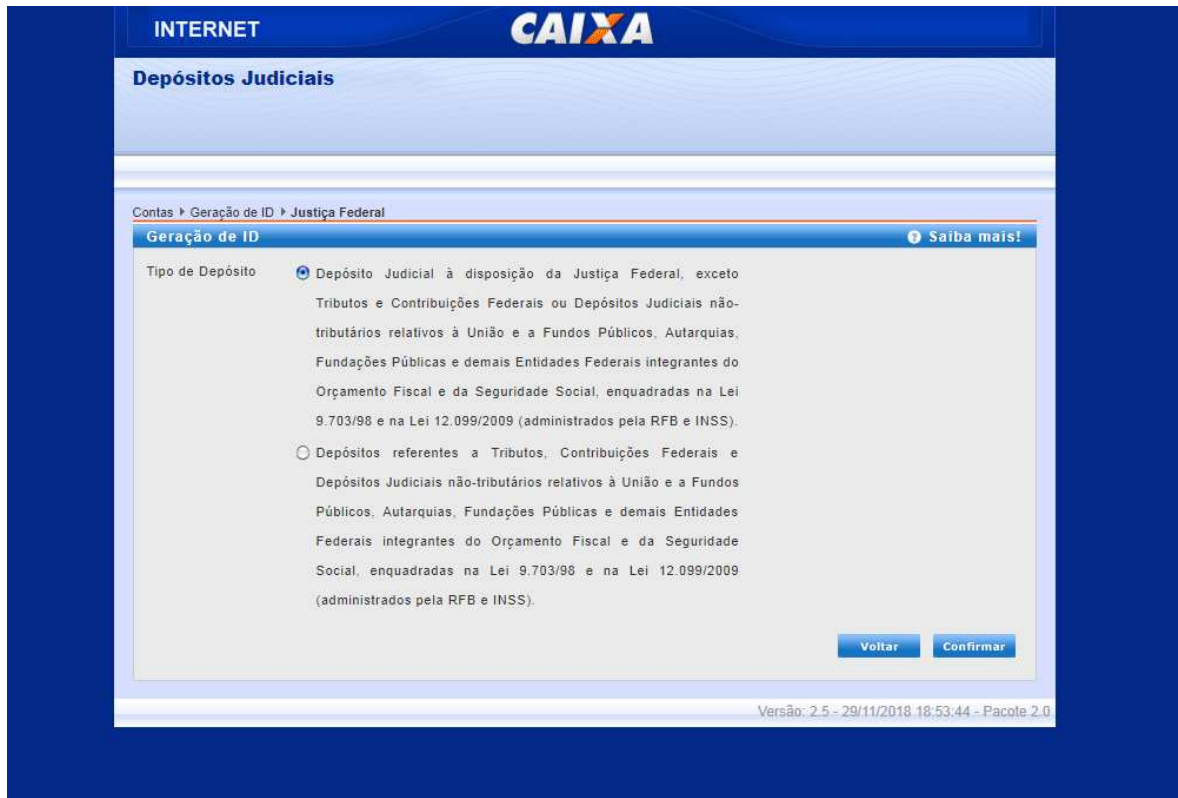 INTERNET
CAIXA
Depósitos Judiciais
Contas Geração de ID Justiça Federal
Geração de ID
Saiba mais!
Tipo de Depósito
Depósito Judicial à disposição da Justiça Federal, exceto
Tributos e Contribuições Federais ou Depósitos Judiciais não-
tributários relativos à União e a Fundos Públicos, Autarquias,
Fundações Públicas e demais Entidades Federais integrantes do
Orçamento Fiscal e da Seguridade Social, enquadradas na Lei
9.703/98 e na Lei 12.099/2009 (administrados pela RFB e INSS).
Depósitos referentes a Tributos, Contribuições Federais e
Depósitos Judiciais não-tributários relativos à União e a Fundos
Públicos, Autarquias, Fundações Públicas e demais Entidades
Federais integrantes do Orçamento Fiscal e da Seguridade
Social, enquadradas na Lei 9.703/98 e na Lei 12.099/2009
(administrados pela RFB e INSS).
Voltar
Confirmar
Versão: 2.5 - 29/11/2018 18:53:44 - Pacote 2.0